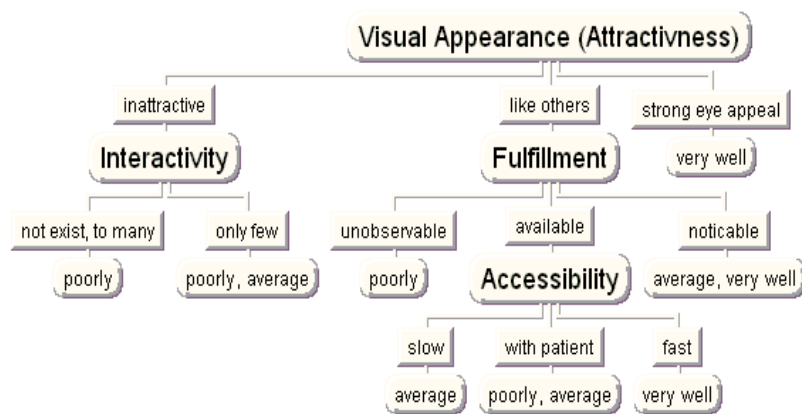 Visual Appearance (Attractivness)
inattractive
like others
strong eye appeal
Interactivity
Fulfillment
very well
not exist, to many
only few
unobservable
available
noticable
poorly
poorly, average
poorly
Accessibility
average, very well
slow
with patient
fast
average
poorly, average
very well